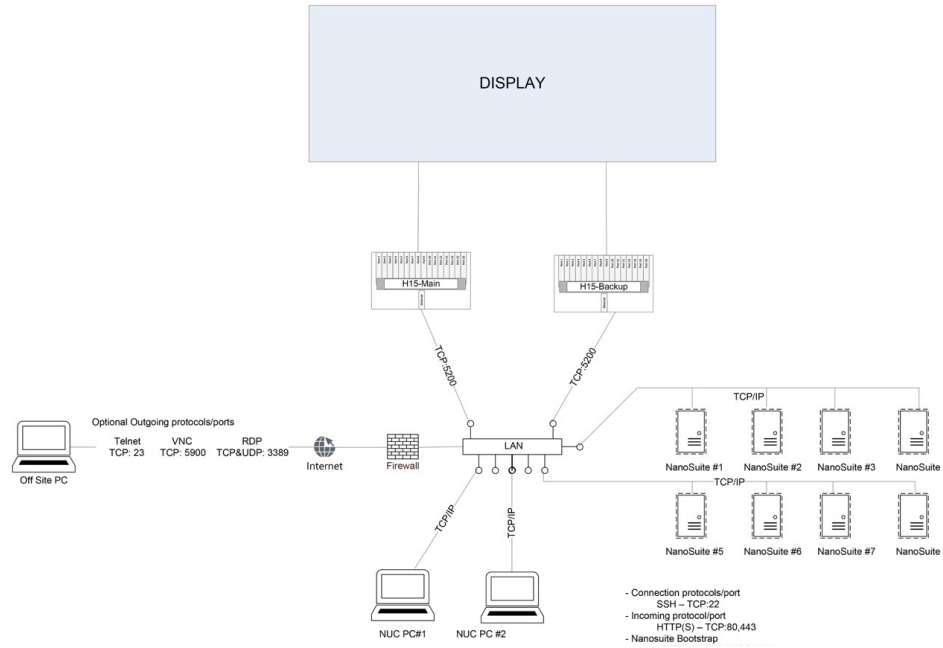 DISPLAY
H15-Main
H15-Backup
TCP:5200
TCP:5200
Optional Outgoing protocols/ports
Telnet
TCP: 23
VNC
TCP: 5900
RDP
TCP&UDP: 3389
Off Site PC
Internet
Firewall
LAN
TCP/IP
NanoSuite #1
NanoSuite #2
NanoSuite #3
NanoSuite
TCP/IP
NanoSuite #5
NanoSuite #6
NanoSuite #7
NanoSuite
TCP/IP
TCP/IP
NUC PC#1
NUC PC #2
- Connection protocols/port
SSH – TCP:22
- Incoming protocol/port
HTTP(S) – TCP:80,443
- Nanosuite Bootstrap